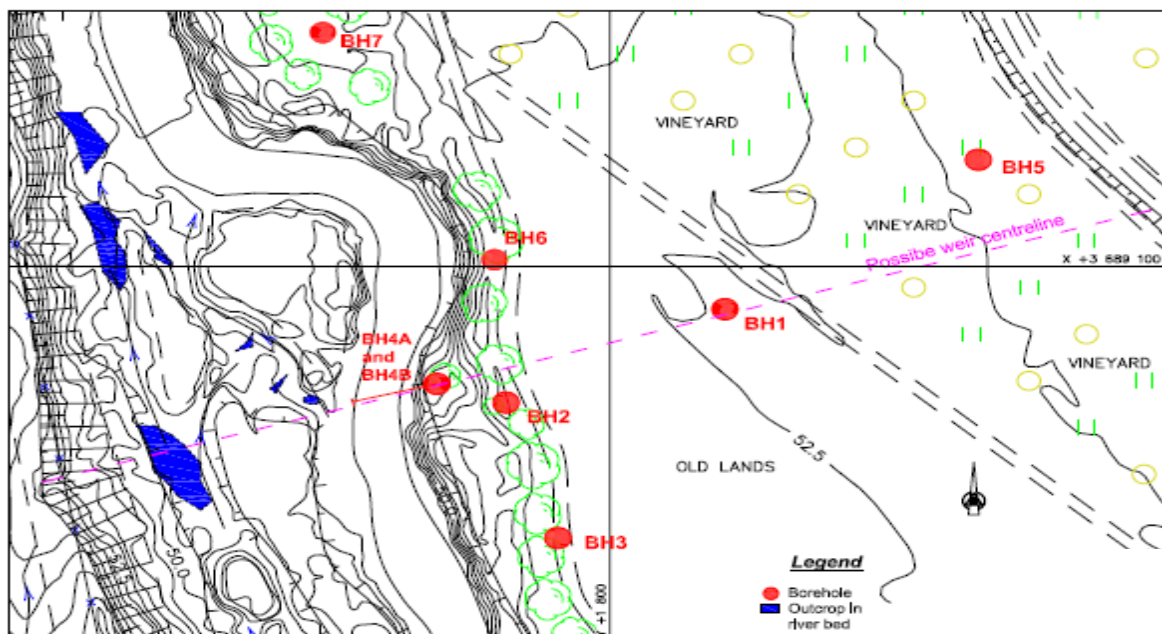 BH7
VINEYARD
BH5
VINEYARD
Possibe weir centreline
BH6
X +3 689 100
BH1
BH4A
and
BH4B
VINEYARD
BH2
52.5
OLD LANDS
BH3
50.0
+1 800
Legend
Borehole
Outcrop In
river bed